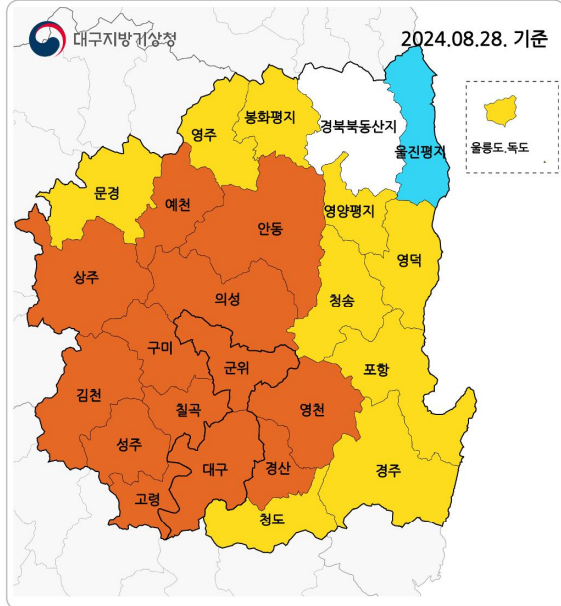 대구지방기상청
2024.08.28. 기준
봉화평지
경북북동산지
영주
울진평지
울릉도.독도
문경
예천
영양평지
안동
영덕
상주
의성
청송
구미
군위
포항
김천
칠곡
영천
성주
대구
경산
경주
고령
청도